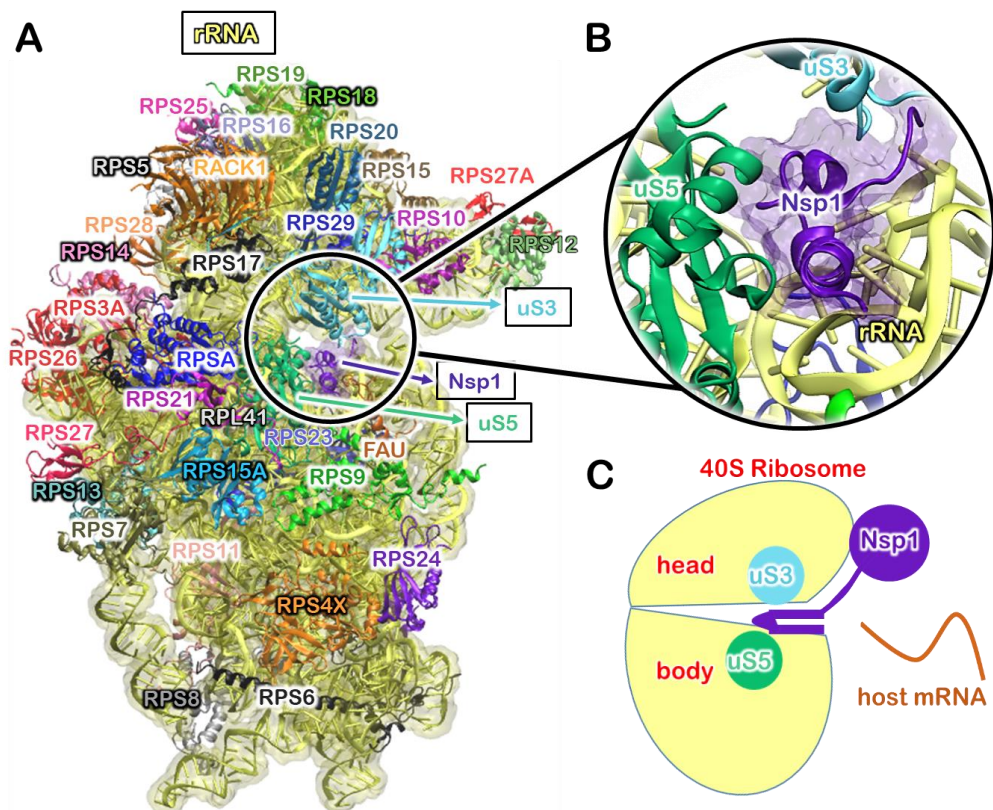 A
rRNA
RPS19
RPS25
RPS18
RPS16
RPS20
RPS5
RACK1
RPS15
RPS27A
RPS28
RPS29
RPS10
RPS12
RPS14
RPS17
uS3
RPS3A
RPSA
RPS26
Nsp1
RPS21
RPL41
uS5
RPS27
RPS23
FAU
RPS15A
RPS9
RPS13
RPS7
RPS11
RPS24
RPS4X
RPS8
RPS6
B
uS3
uS5
Nsp1
rRNA
C
40S Ribosome
Nsp1
head
uS3
body
uS5
host mRNA